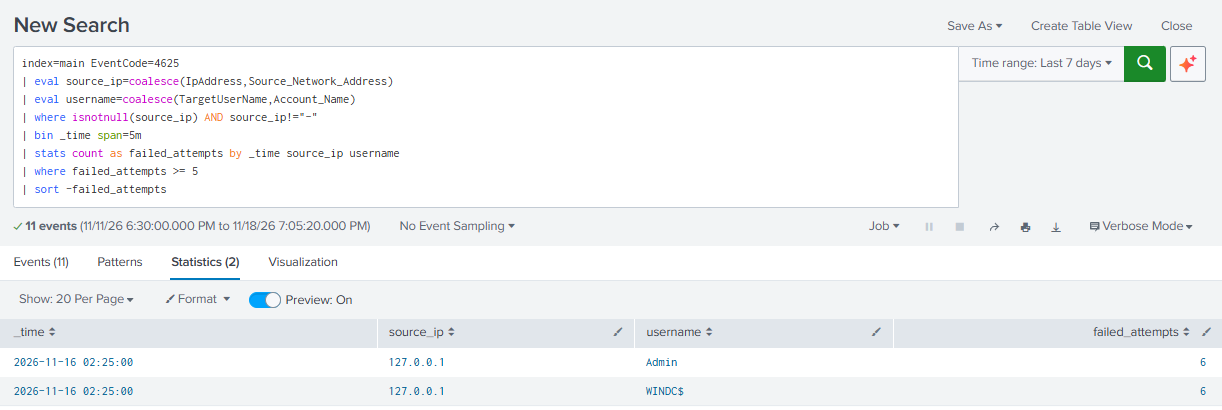 New Search
Save As Create Table View Close
index=main EventCode=4625
| eval source_ip=coalesce(IpAddress,Source_Network_Address)
| eval username=coalesce(TargetUserName,Account_Name)
| where isnotnull(source_ip) AND source_ip!="-"
| bin _time span=5m
| stats count as failed_attempts by _time source_ip username
| where failed_attempts >= 5
| sort -failed_attempts
Time range: Last 7 days
11 events (11/11/26 6:30:00.000 PM to 11/18/26 7:05:20.000 PM) No Event Sampling Job Verbose Mode
Events (11) Patterns Statistics (2) Visualization
Show: 20 Per Page Format Preview: On
_time source_ip username failed_attempts
2026-11-16 02:25:00 127.0.0.1 Admin 6
2026-11-16 02:25:00 127.0.0.1 WINDC$ 6